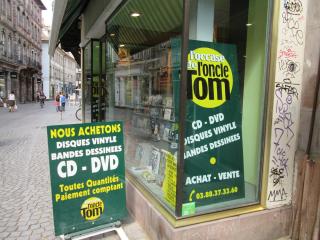 NOUS ACHETONS
DISQUES VINYLE
BANDES DESSINEES
CD - DVD
Toutes Quantités
Paiement comptant
l'oncle
Tom
l'occase
de
l'oncle
Tom
CD - DVD
DISQUES VINYLE
BANDES DESSINEES
ACHAT - VENTE
03.88.37.33.60